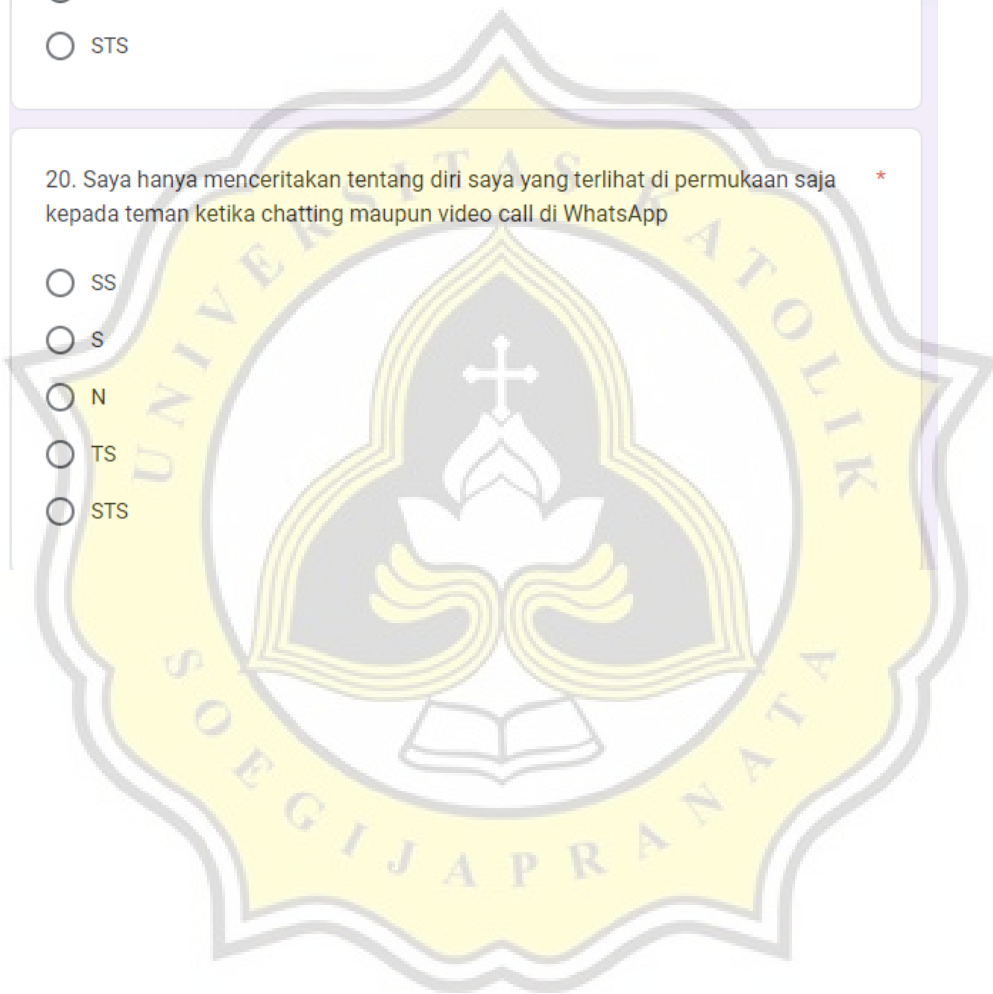 STS
20. Saya hanya menceritakan tentang diri saya yang terlihat di permukaan saja *
kepada teman ketika chatting maupun video call di WhatsApp
SS
S
N
TS
STS
UNIVERSITAS KATOLIK
SOEGIJAPRANATA